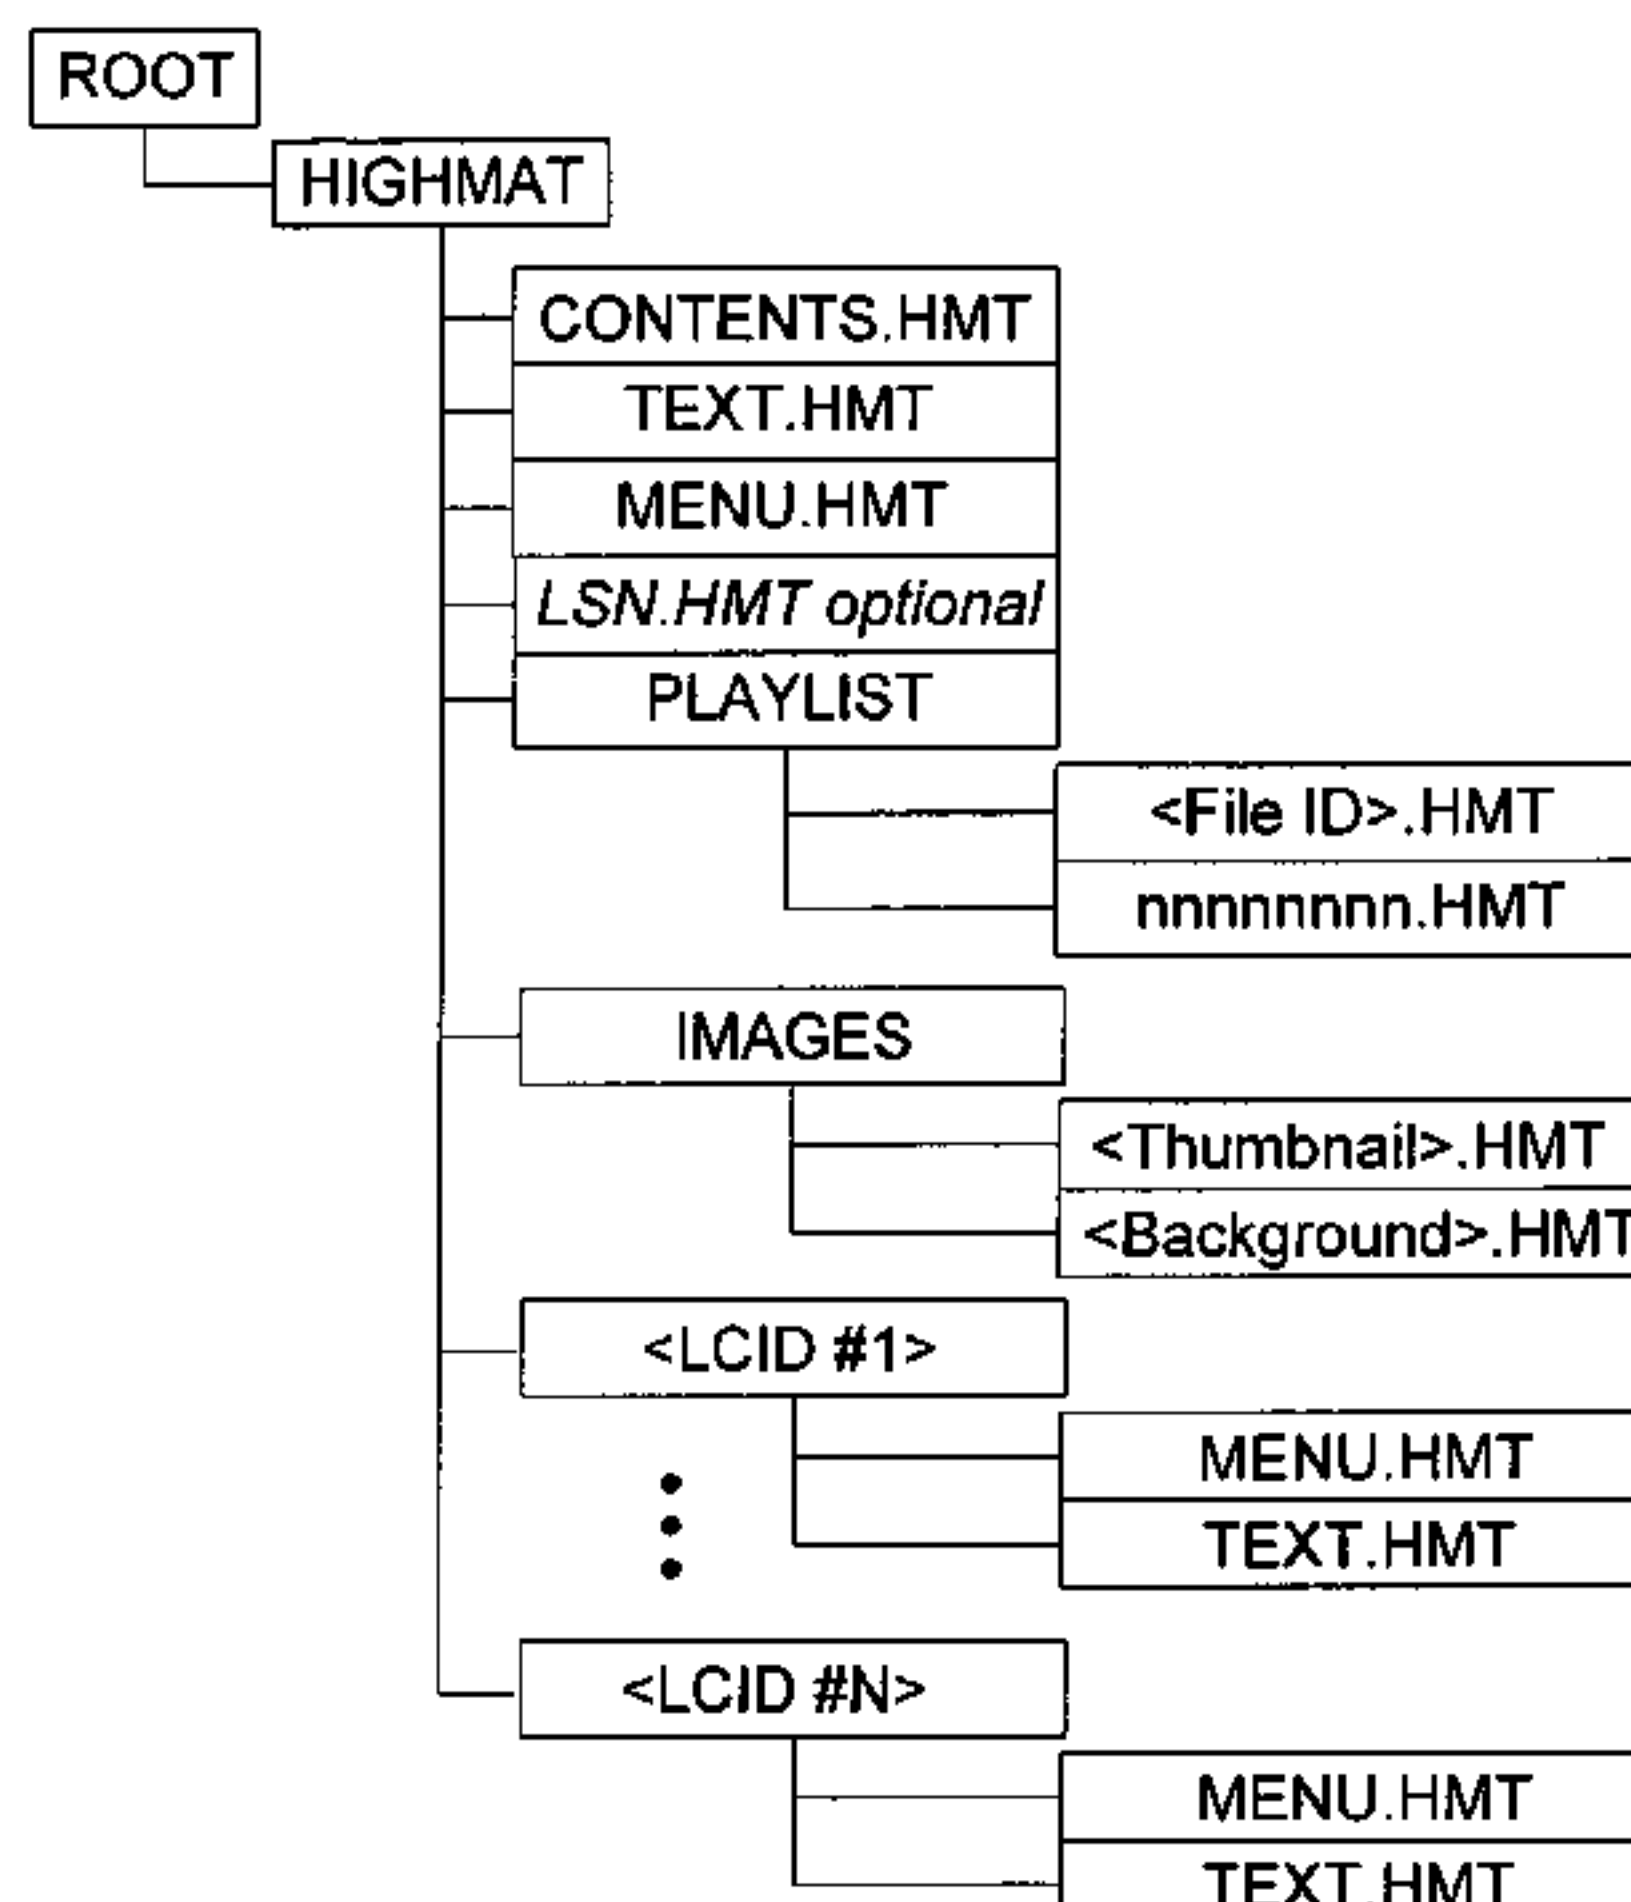 ROOT
HIGHMAT
CONTENTS.HMT
TEXT.HMT
MENU.HMT
LSN.HMT optional
PLAYLIST
<File ID>.HMT
nnnnnnnn.HMT
IMAGES
<Thumbnail>.HMT
<Background>.HMT
<LCID #1>
MENU.HMT
TEXT.HMT
<LCID #N>
MENU.HMT
TEXT.HMT